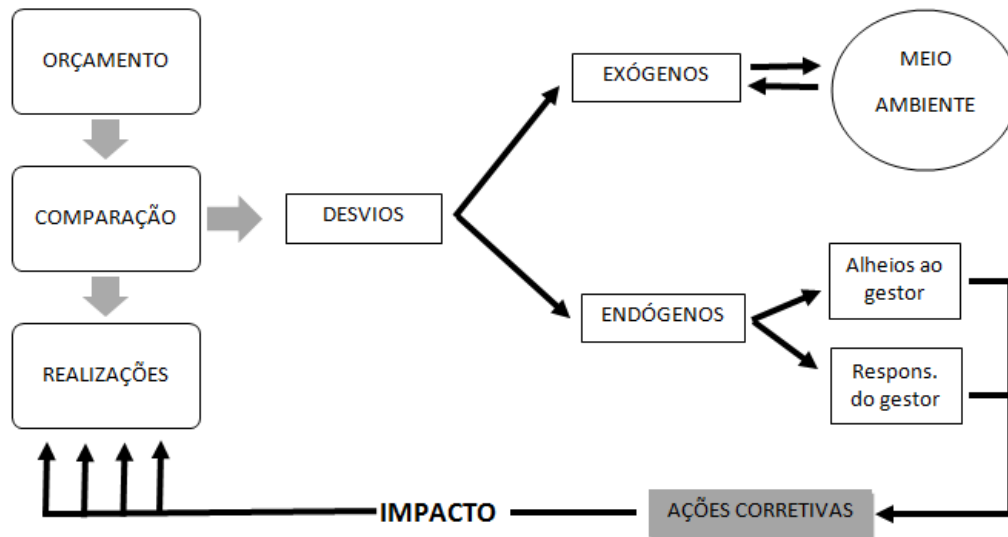 ORÇAMENTO
COMPARAÇÃO
REALIZAÇÕES
DESVIOS
EXÓGENOS
MEIO
AMBIENTE
ENDÓGENOS
Alheios ao
gestor
Respons.
do gestor
AÇÕES CORRETIVAS
IMPACTO